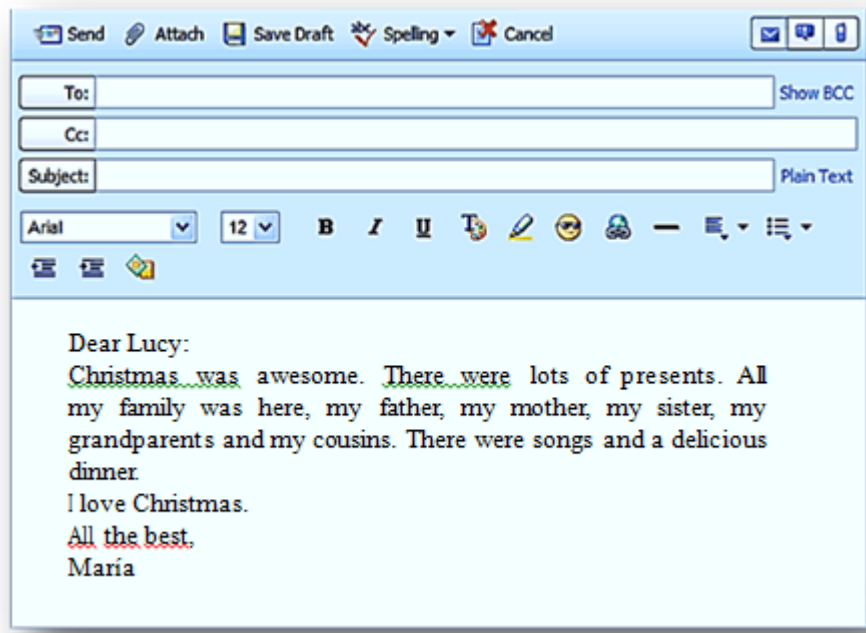 Send Attach Save Draft Spelling Cancel
To: Show BCC
Cc:
Subject: Plain Text
Arial 12 B I U
Dear Lucy:
Christmas was awesome. There were lots of presents. All
my family was here, my father, my mother, my sister, my
grandparents and my cousins. There were songs and a delicious
dinner.
I love Christmas.
All the best,
María